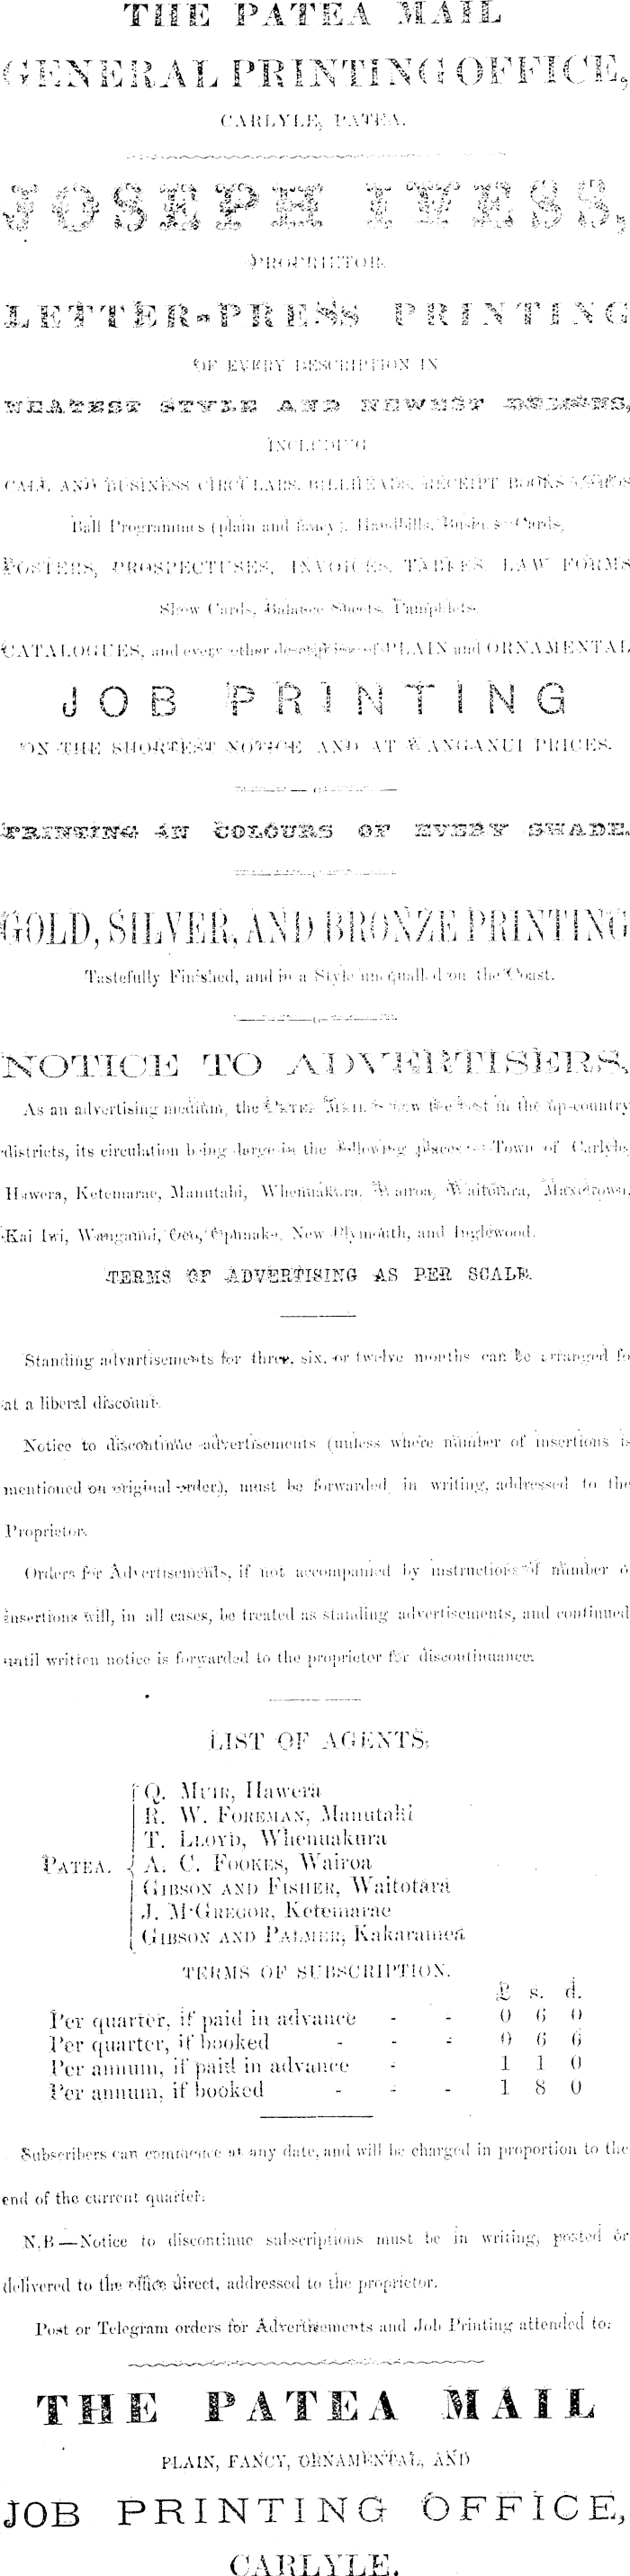 THE PATEA MAIL
GENERAL PRINTING OFFICE,
CARLYLE, PATEA.
JOSEPH IVESS,
PROPRIETOR.
LETTER-PRESS PRINTING
OF EVERY DESCRIPTION IN
NEATEST STYLE AND NEWEST DESIGNS,
INCLUDING
CALL AND BUSINESS CIRCULARS, BILLHEADS, RECEIPT BOOKS
Ball Programmes (plain and fancy), Handbills, Business Cards,
POSTERS, PROSPECTUSES, INVOICES, TABLES LAW FORMS
Show Cards, Balance Sheets, Pamphlets,
CATALOGUES, and every other description of PLAIN and ORNAMENTAL
JOB PRINTING
ON THE SHORTEST NOTICE AND AT WANGANUI PRICES.
PRINTING IN COLOURS OF EVERY SHADE.
GOLD, SILVER, AND BRONZE PRINTING
Tastefully Finished, and in a Style unequalled on the Coast.
NOTICE TO ADVERTISERS,
As an advertising medium, the PATEA MAIL is now the best in the up-country
districts, its circulation being large in the following places :— Town of Carlyle,
Hawera, Ketemarae, Manutahi, Whenuakura, Wairoa, Waitotara, Maxwelltown,
Kai Iwi, Wanganui, Oeo, Opunake, New Plymouth, and Inglewood.
TERMS OF ADVERTISING AS PER SCALE.
Standing advartisements for three, six, or twelve months can be arranged fo
at a liberal discount.
Notice to discontinue advertisements (unless where number of insertions is
mentioned on original order), must be forwarded in writing, addressed to the
Proprietor.
Orders for Advertisements, if not accompanied by instructions of number o
insertions will, in all cases, be treated as standing advertisements, and continued
until written notice is forwarded to the proprietor for discontinuance.
LIST OF AGENTS.
Q. MUIR, Hawera
R. W. FOREMAN, Manutahi
T. LLOYD, Whenuakura
PATEA. A. C. FOOKES, Wairoa
GIBSON AND FISHER, Waitotara
J. M'GREGOR, Ketemarae
GIBSON AND PALMER, Kakaramea
TERMS OF SUBSCRIPTION.
£ s. d.
Per quarter, if paid in advance - - 0 6 0
Per quarter, if booked - - - 0 6 6
Per annum, if paid in advance - 1 1 0
Per annum, if booked - - - 1 8 0
Subscribers can commence at any date, and will be charged in proportion to the
end of the current quarter.
N.B—Notice to discontinue subscriptions must be in writing, posted or
delivered to the office direct, addressed to the proprietor.
Post or Telegram orders for Advertisements and Job Printing attended to.
THE PATEA MAIL
PLAIN, FANCY, ORNAMENTAL, AND
JOB PRINTING OFFICE,
CARLYLE.